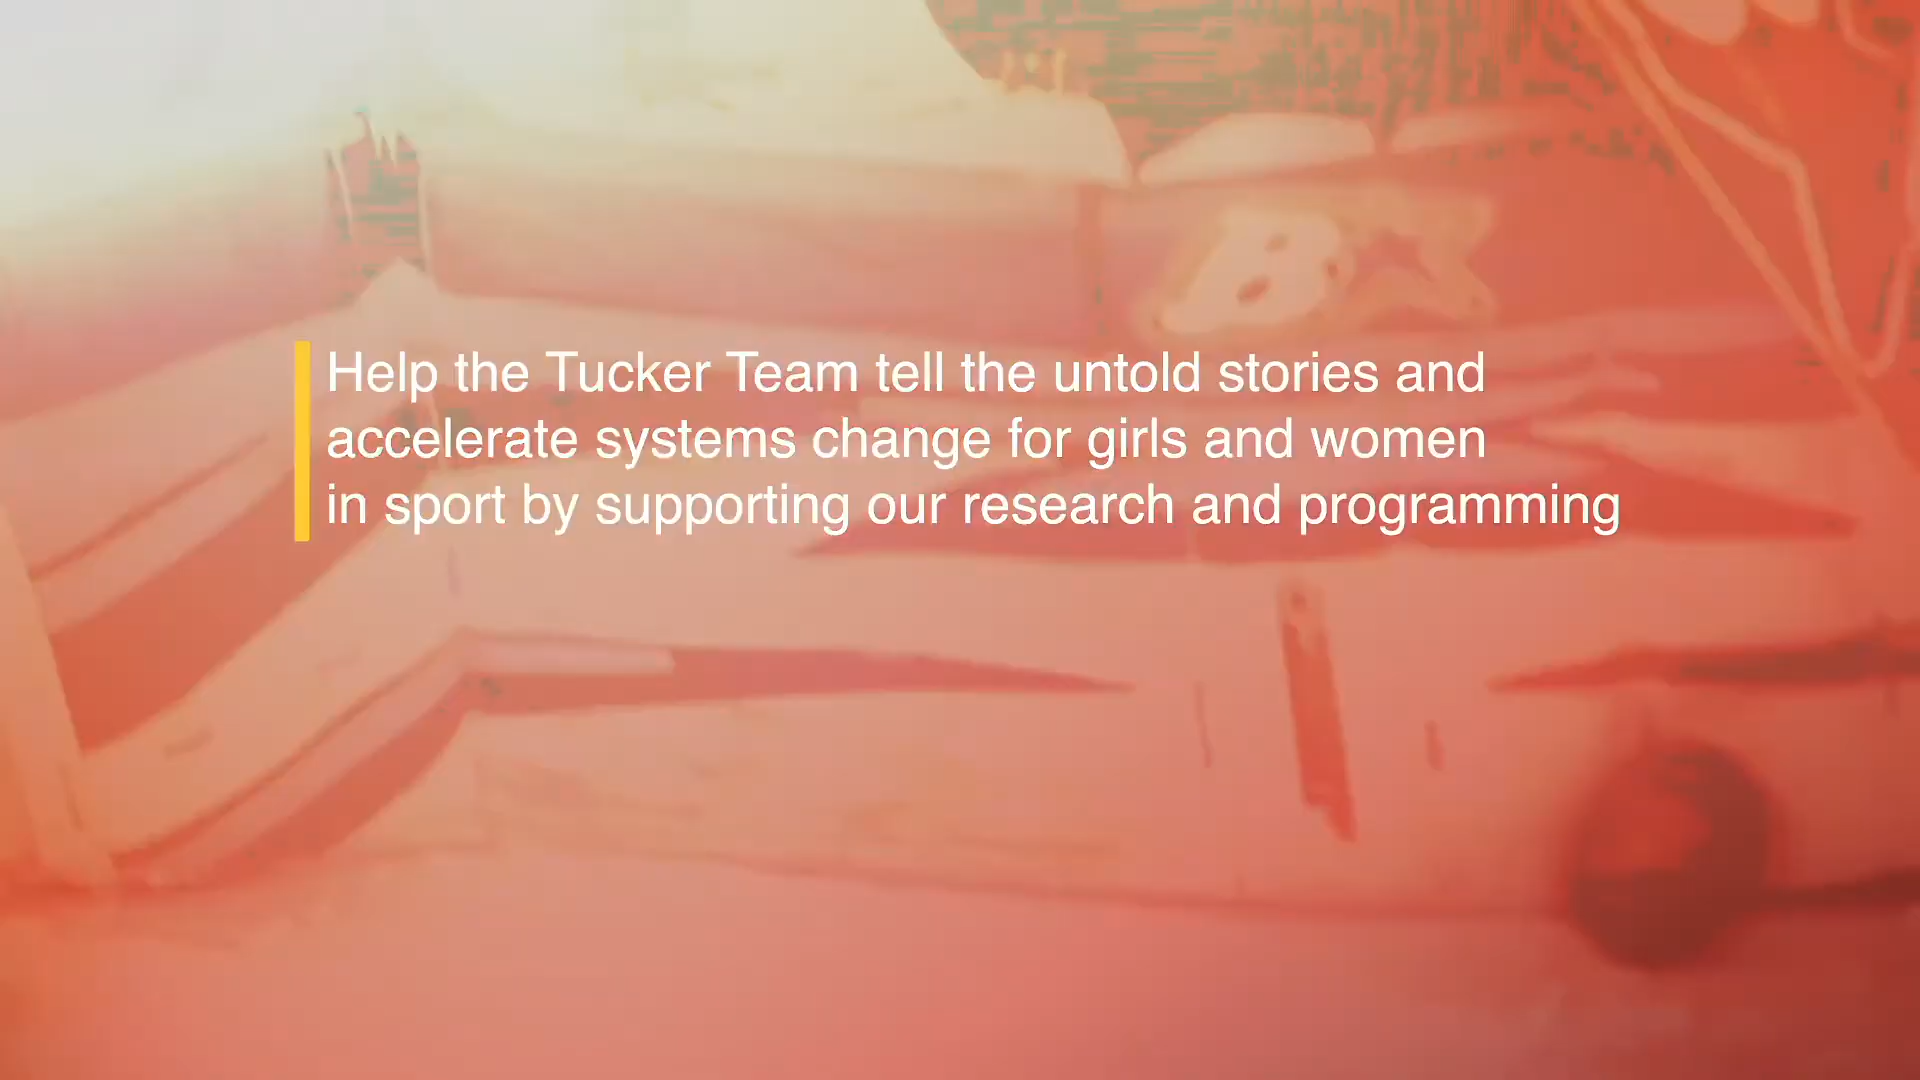 Help the Tucker Team tell the untold stories and
accelerate systems change for girls and women
in sport by supporting our research and programming